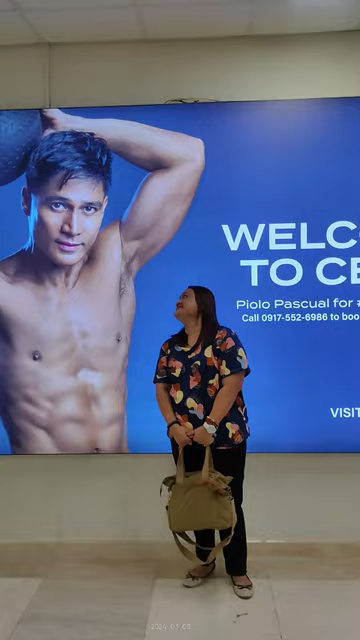 WELC
TO CE
Piolo Pascual for #
Call 0917-552-6986 to boo
VISIT